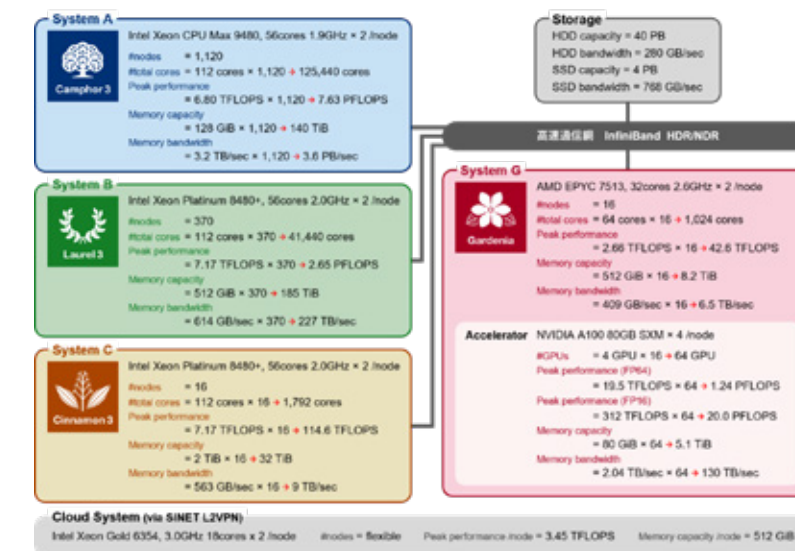 System A
Camphor 3
Intel Xeon CPU Max 9480, 56cores 1.9GHz × 2 /node
#nodes = 1,120
#total cores = 112 cores × 1,120 → 125,440 cores
Peak performance
= 6.80 TFLOPS × 1,120 → 7.63 PFLOPS
Memory capacity
= 128 GiB × 1,120 → 140 TiB
Memory bandwidth
= 3.2 TB/sec × 1,120 → 3.6 PB/sec
System B
Laurel 3
Intel Xeon Platinum 8480+, 56cores 2.0GHz × 2 /node
#nodes = 370
#total cores = 112 cores × 370 → 41,440 cores
Peak performance
= 7.17 TFLOPS × 370 → 2.65 PFLOPS
Memory capacity
= 512 GiB × 370 → 185 TiB
Memory bandwidth
= 614 GB/sec × 370 → 227 TB/sec
System C
Cinnamon 3
Intel Xeon Platinum 8480+, 56cores 2.0GHz × 2 /node
#nodes = 16
#total cores = 112 cores × 16 → 1,792 cores
Peak performance
= 7.17 TFLOPS × 16 → 114.6 TFLOPS
Memory capacity
= 2 TiB × 16 → 32 TiB
Memory bandwidth
= 563 GB/sec × 16 → 9 TB/sec
Storage
HDD capacity = 40 PB
HDD bandwidth = 280 GB/sec
SSD capacity = 4 PB
SSD bandwidth = 768 GB/sec
高速通信網 InfiniBand HDR/NDR
System G
Gardenia
AMD EPYC 7513, 32cores 2.6GHz × 2 /node
#nodes = 16
#total cores = 64 cores × 16 → 1,024 cores
Peak performance
= 2.66 TFLOPS × 16 → 42.6 TFLOPS
Memory capacity
= 512 GiB × 16 → 8.2 TiB
Memory bandwidth
= 409 GB/sec × 16 → 6.5 TB/sec
Accelerator NVIDIA A100 80GB SXM × 4 /node
#GPUs = 4 GPU × 16 → 64 GPU
Peak performance (FP64)
= 19.5 TFLOPS × 64 → 1.24 PFLOPS
Peak performance (FP16)
= 312 TFLOPS × 64 → 20.0 PFLOPS
Memory capacity
= 80 GiB × 64 → 5.1 TiB
Memory bandwidth
= 2.04 TB/sec × 64 → 130 TB/sec
Cloud System (via SINET L2VPN)
Intel Xeon Gold 6354, 3.0GHz 18cores x 2 /node #nodes = flexible Peak performance /node = 3.45 TFLOPS Memory capacity /node = 512 GiB